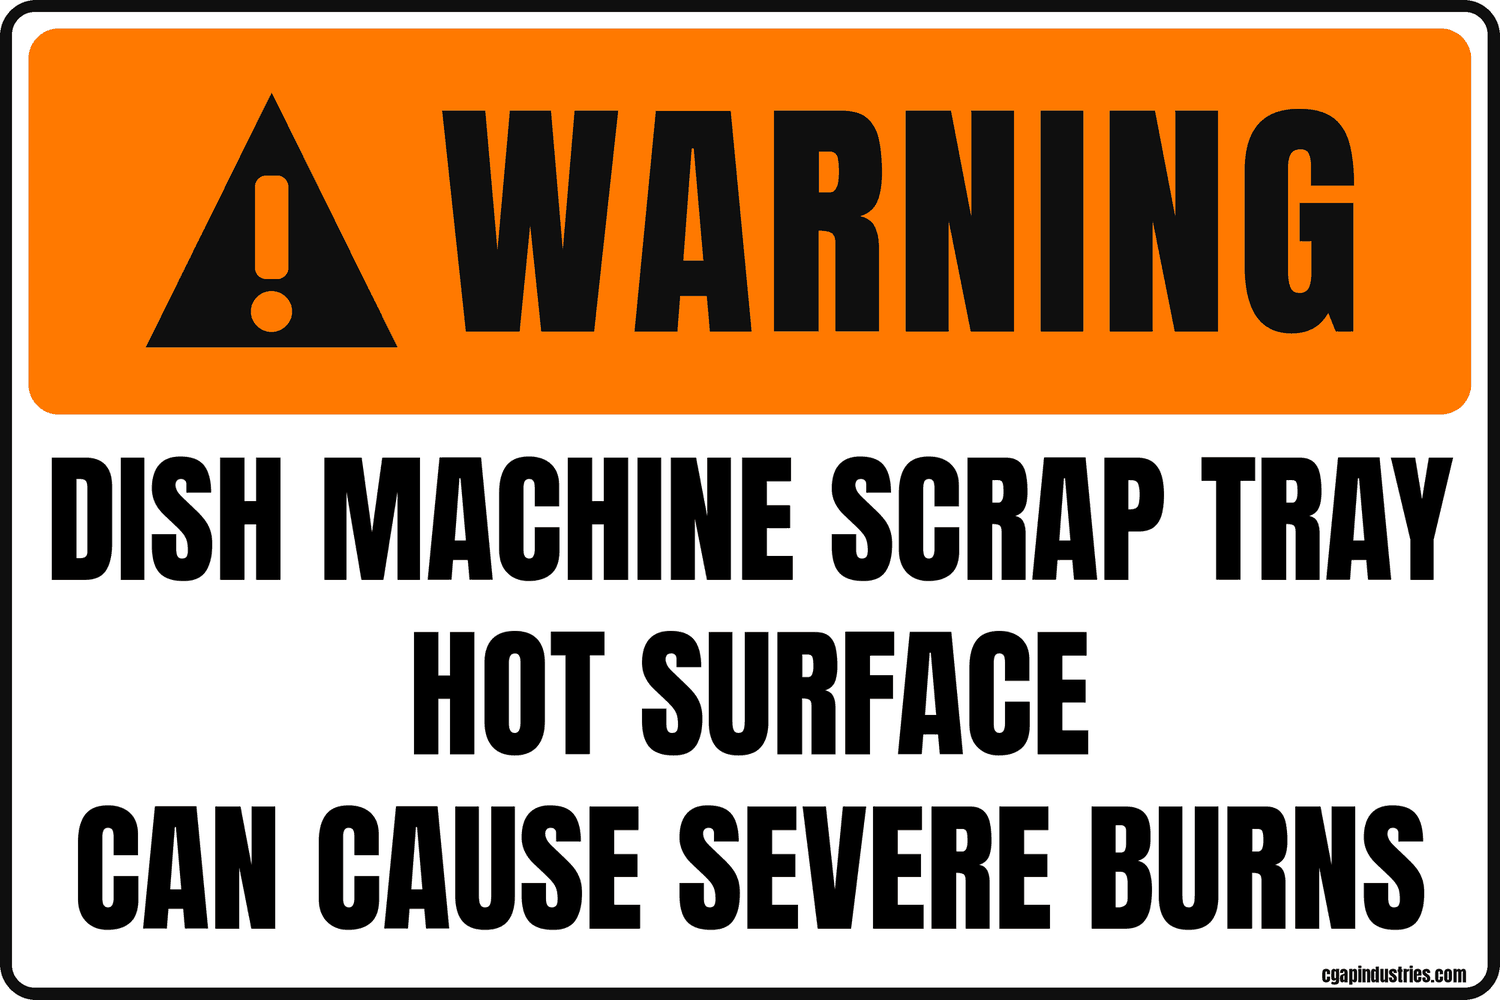 WARNING
DISH MACHINE SCRAP TRAY
HOT SURFACE
CAN CAUSE SEVERE BURNS
cgapindustries.com